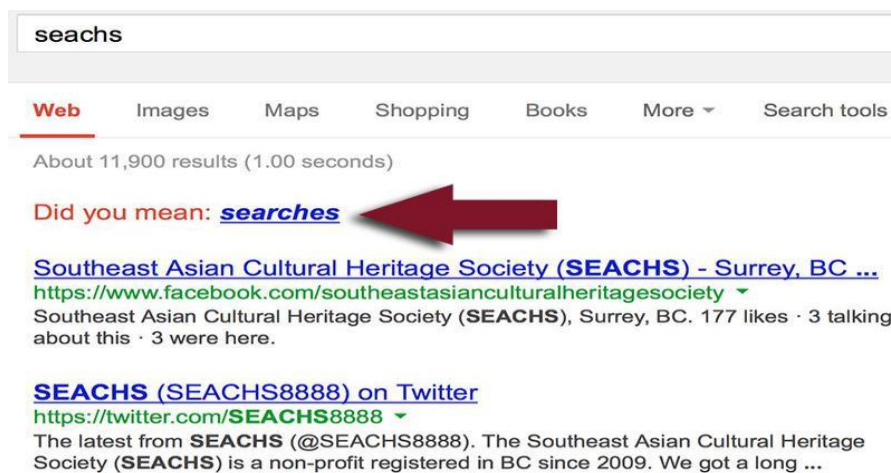 seachs
Web Images Maps Shopping Books More Search tools
About 11,900 results (1.00 seconds)
Did you mean: searches
Southeast Asian Cultural Heritage Society (SEACHS) - Surrey, BC ...
https://www.facebook.com/southeastasianculturalheritagesociety
Southeast Asian Cultural Heritage Society (SEACHS), Surrey, BC. 177 likes · 3 talking
about this · 3 were here.
SEACHS (SEACHS8888) on Twitter
https://twitter.com/SEACHS8888
The latest from SEACHS (@SEACHS8888). The Southeast Asian Cultural Heritage
Society (SEACHS) is a non-profit registered in BC since 2009. We got a long ...